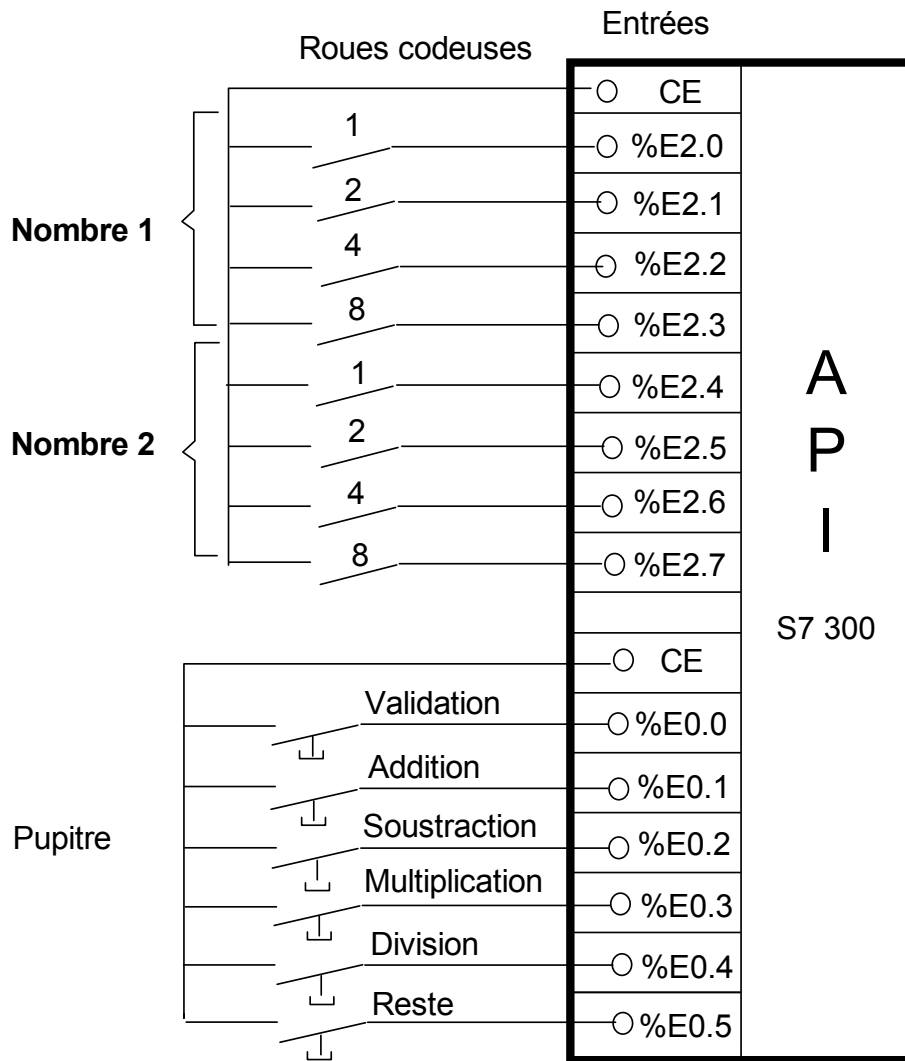 Entrées
Roues codeuses
CE
1
%E2.0
2
%E2.1
Nombre 1
4
%E2.2
8
%E2.3
1
%E2.4
Nombre 2
2
%E2.5
4
%E2.6
8
%E2.7
A
P
I
S7 300
CE
Validation
%E0.0
Addition
%E0.1
Pupitre
Soustraction
%E0.2
Multiplication
%E0.3
Division
%E0.4
Reste
%E0.5